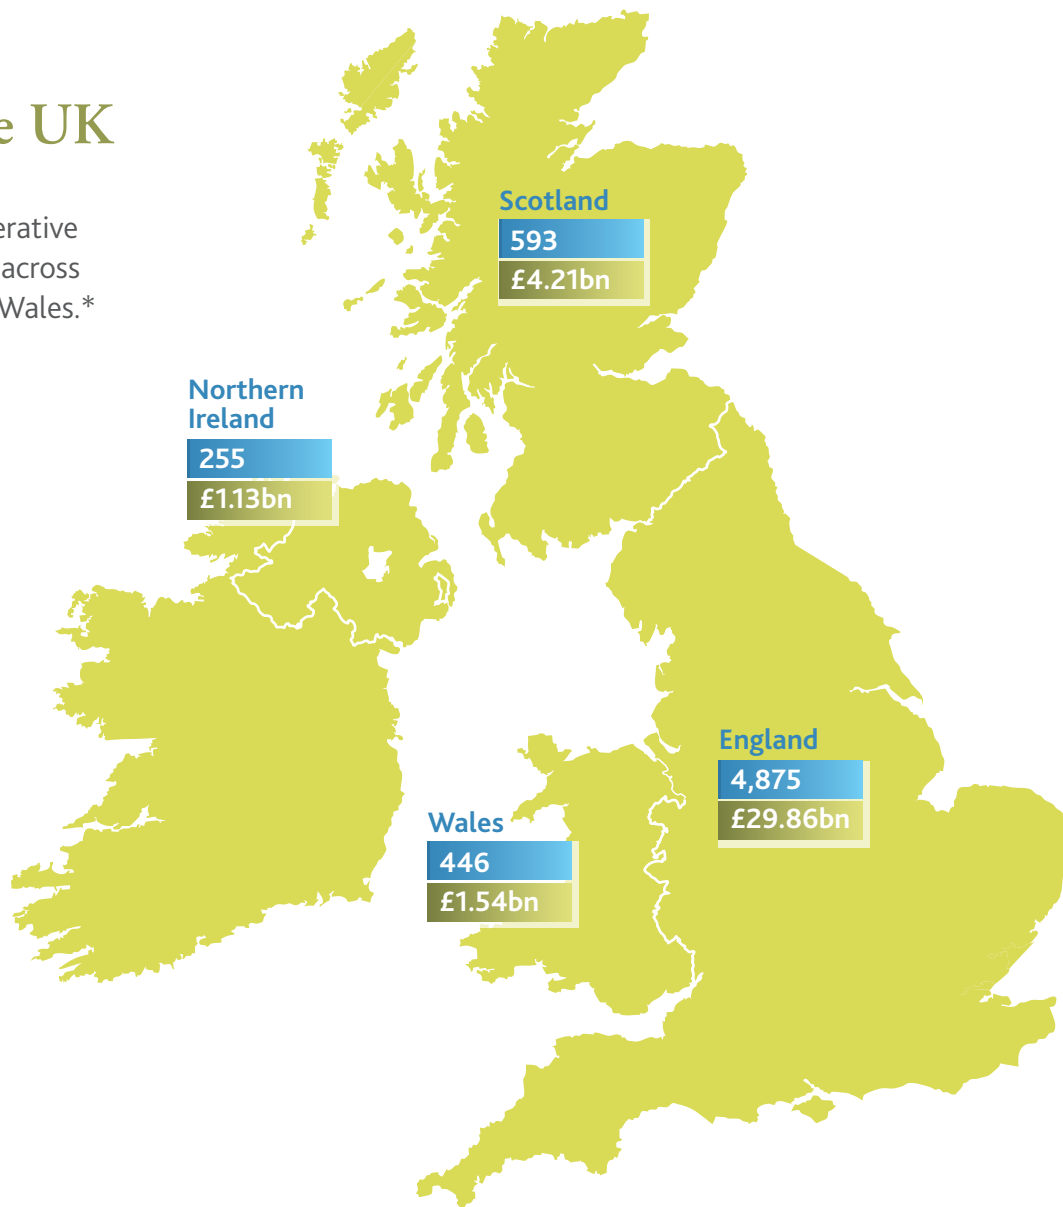 e UK
erative
across
Wales.*
Scotland
593
£4.21bn
Northern
Ireland
255
£1.13bn
England
4,875
£29.86bn
Wales
446
£1.54bn